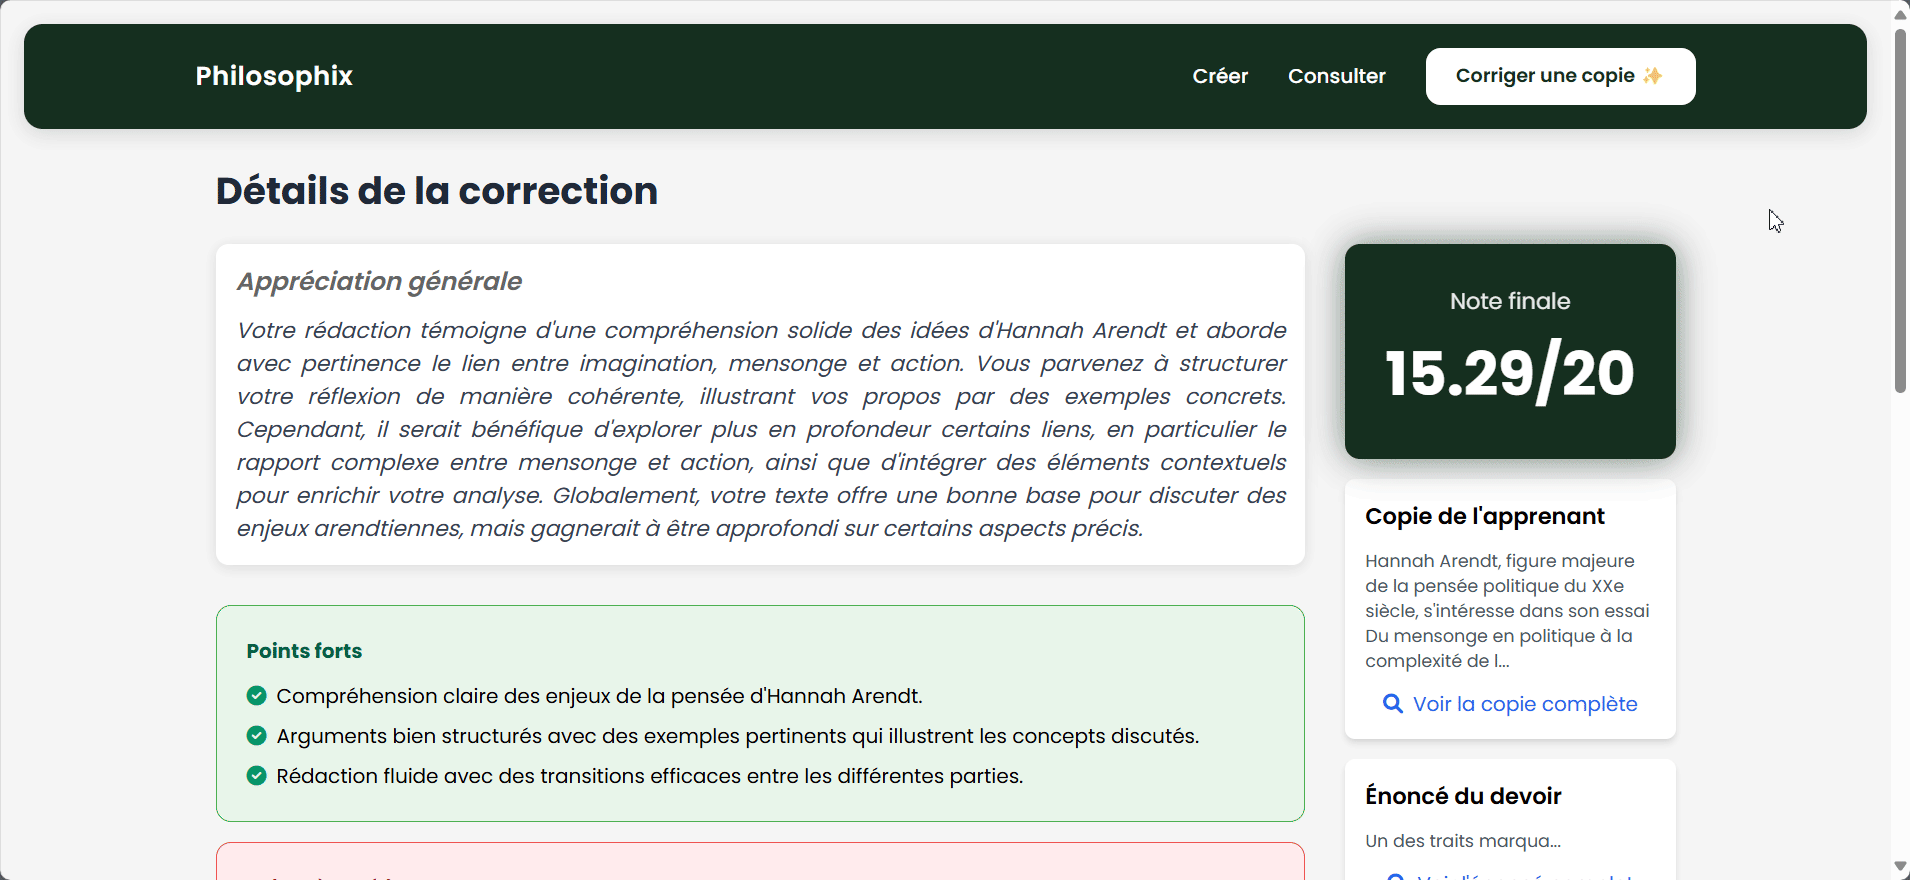 Philosophix
Créer
Consulter
Corriger une copie ✨
Détails de la correction
Appréciation générale
Votre rédaction témoigne d'une compréhension solide des idées d'Hannah Arendt et aborde
avec pertinence le lien entre imagination, mensonge et action. Vous parvenez à structurer
votre réflexion de manière cohérente, illustrant vos propos par des exemples concrets.
Cependant, il serait bénéfique d'explorer plus en profondeur certains liens, en particulier le
rapport complexe entre mensonge et action, ainsi que d'intégrer des éléments contextuels
pour enrichir votre analyse. Globalement, votre texte offre une bonne base pour discuter des
enjeux arendtiennes, mais gagnerait à être approfondi sur certains aspects précis.
Points forts
Compréhension claire des enjeux de la pensée d'Hannah Arendt.
Arguments bien structurés avec des exemples pertinents qui illustrent les concepts discutés.
Rédaction fluide avec des transitions efficaces entre les différentes parties.
Note finale
15.29/20
Copie de l'apprenant
Hannah Arendt, figure majeure
de la pensée politique du XXe
siècle, s'intéresse dans son essai
Du mensonge en politique à la
complexité de l...
Voir la copie complète
Énoncé du devoir
Un des traits marqua...